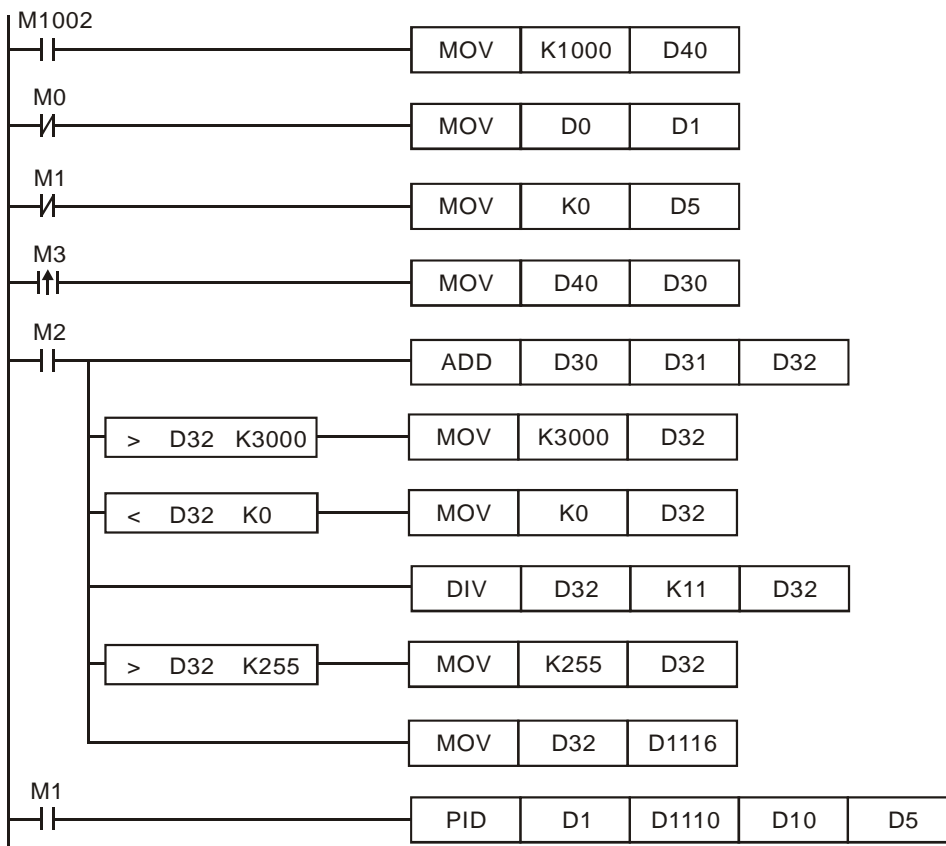 M1002
MOV K1000 D40
M0
MOV D0 D1
M1
MOV K0 D5
M3
MOV D40 D30
M2
ADD D30 D31 D32
> D32 K3000 MOV K3000 D32
< D32 K0 MOV K0 D32
DIV D32 K11 D32
> D32 K255 MOV K255 D32
MOV D32 D1116
M1
PID D1 D1110 D10 D5